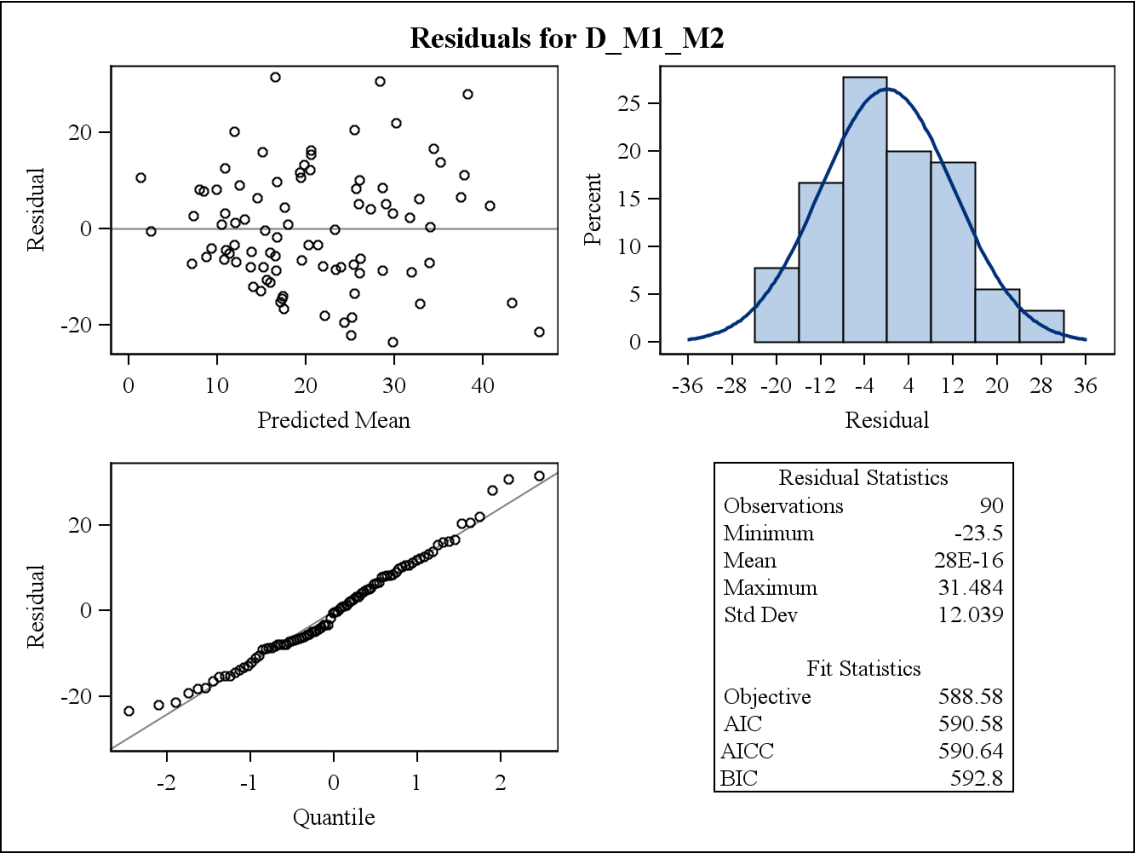 Residuals for D_M1_M2
20
0
-20
Residual
0 10 20 30 40
Predicted Mean
25
20
15
10
5
0
Percent
-36 -28 -20 -12 -4 4 12 20 28 36
Residual
20
0
-20
Residual
-2 -1 0 1 2
Quantile
Residual Statistics
Observations 90
Minimum -23.5
Mean 28E-16
Maximum 31.484
Std Dev 12.039
Fit Statistics
Objective 588.58
AIC 590.58
AICC 590.64
BIC 592.8